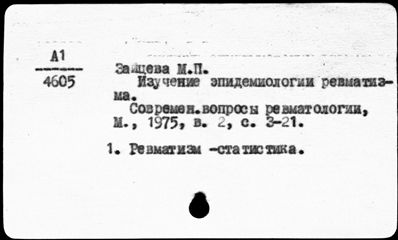 А1
4605
Зайцева М.П.
Изучение эпидемиологии ревматиз-
ма.
Современ.вопросы ревматологии,
М., 1975, в. 2, с. 3-21.
1. Ревматизм -статистика.